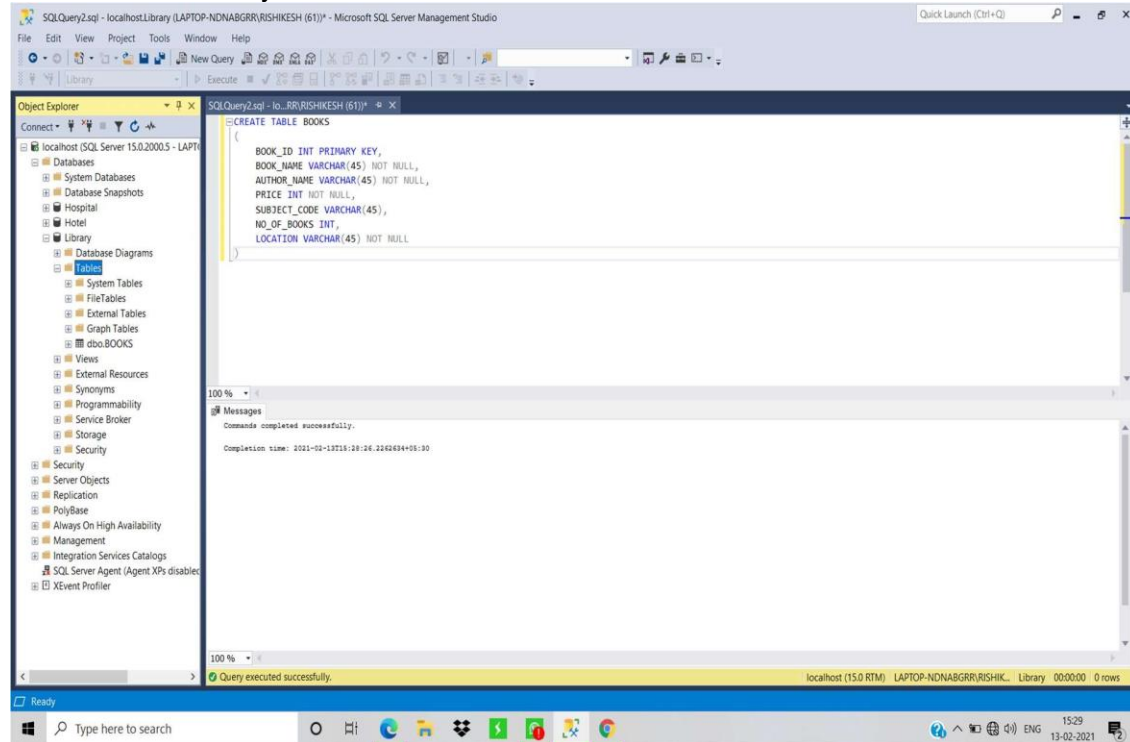 SQLQuery2.sql - localhost.Library (LAPTOP-NDNABGRR\RISHIKESH (61))* - Microsoft SQL Server Management Studio
Quick Launch (Ctrl+Q)
File Edit View Project Tools Window Help
New Query
Library
Execute
Object Explorer
SQLQuery2.sql - lo...RR\RISHIKESH (61))*
Connect
localhost (SQL Server 15.0.2000.5 - LAPT
Databases
System Databases
Database Snapshots
Hospital
Hotel
Library
Database Diagrams
Tables
System Tables
FileTables
External Tables
Graph Tables
dbo.BOOKS
Views
External Resources
Synonyms
Programmability
Service Broker
Storage
Security
Security
Server Objects
Replication
PolyBase
Always On High Availability
Management
Integration Services Catalogs
SQL Server Agent (Agent XPs disabled
XEvent Profiler
CREATE TABLE BOOKS
(
BOOK_ID INT PRIMARY KEY,
BOOK_NAME VARCHAR(45) NOT NULL,
AUTHOR_NAME VARCHAR(45) NOT NULL,
PRICE INT NOT NULL,
SUBJECT_CODE VARCHAR(45),
NO_OF_BOOKS INT,
LOCATION VARCHAR(45) NOT NULL
)
100 %
Messages
Commands completed successfully.
Completion time: 2021-02-13T15:28:26.2262634+05:30
100 %
Query executed successfully.
localhost (15.0 RTM) LAPTOP-NDNABGRR\RISHIK... Library 00:00:00 0 rows
Ready
Type here to search
ENG
15:29
13-02-2021
2